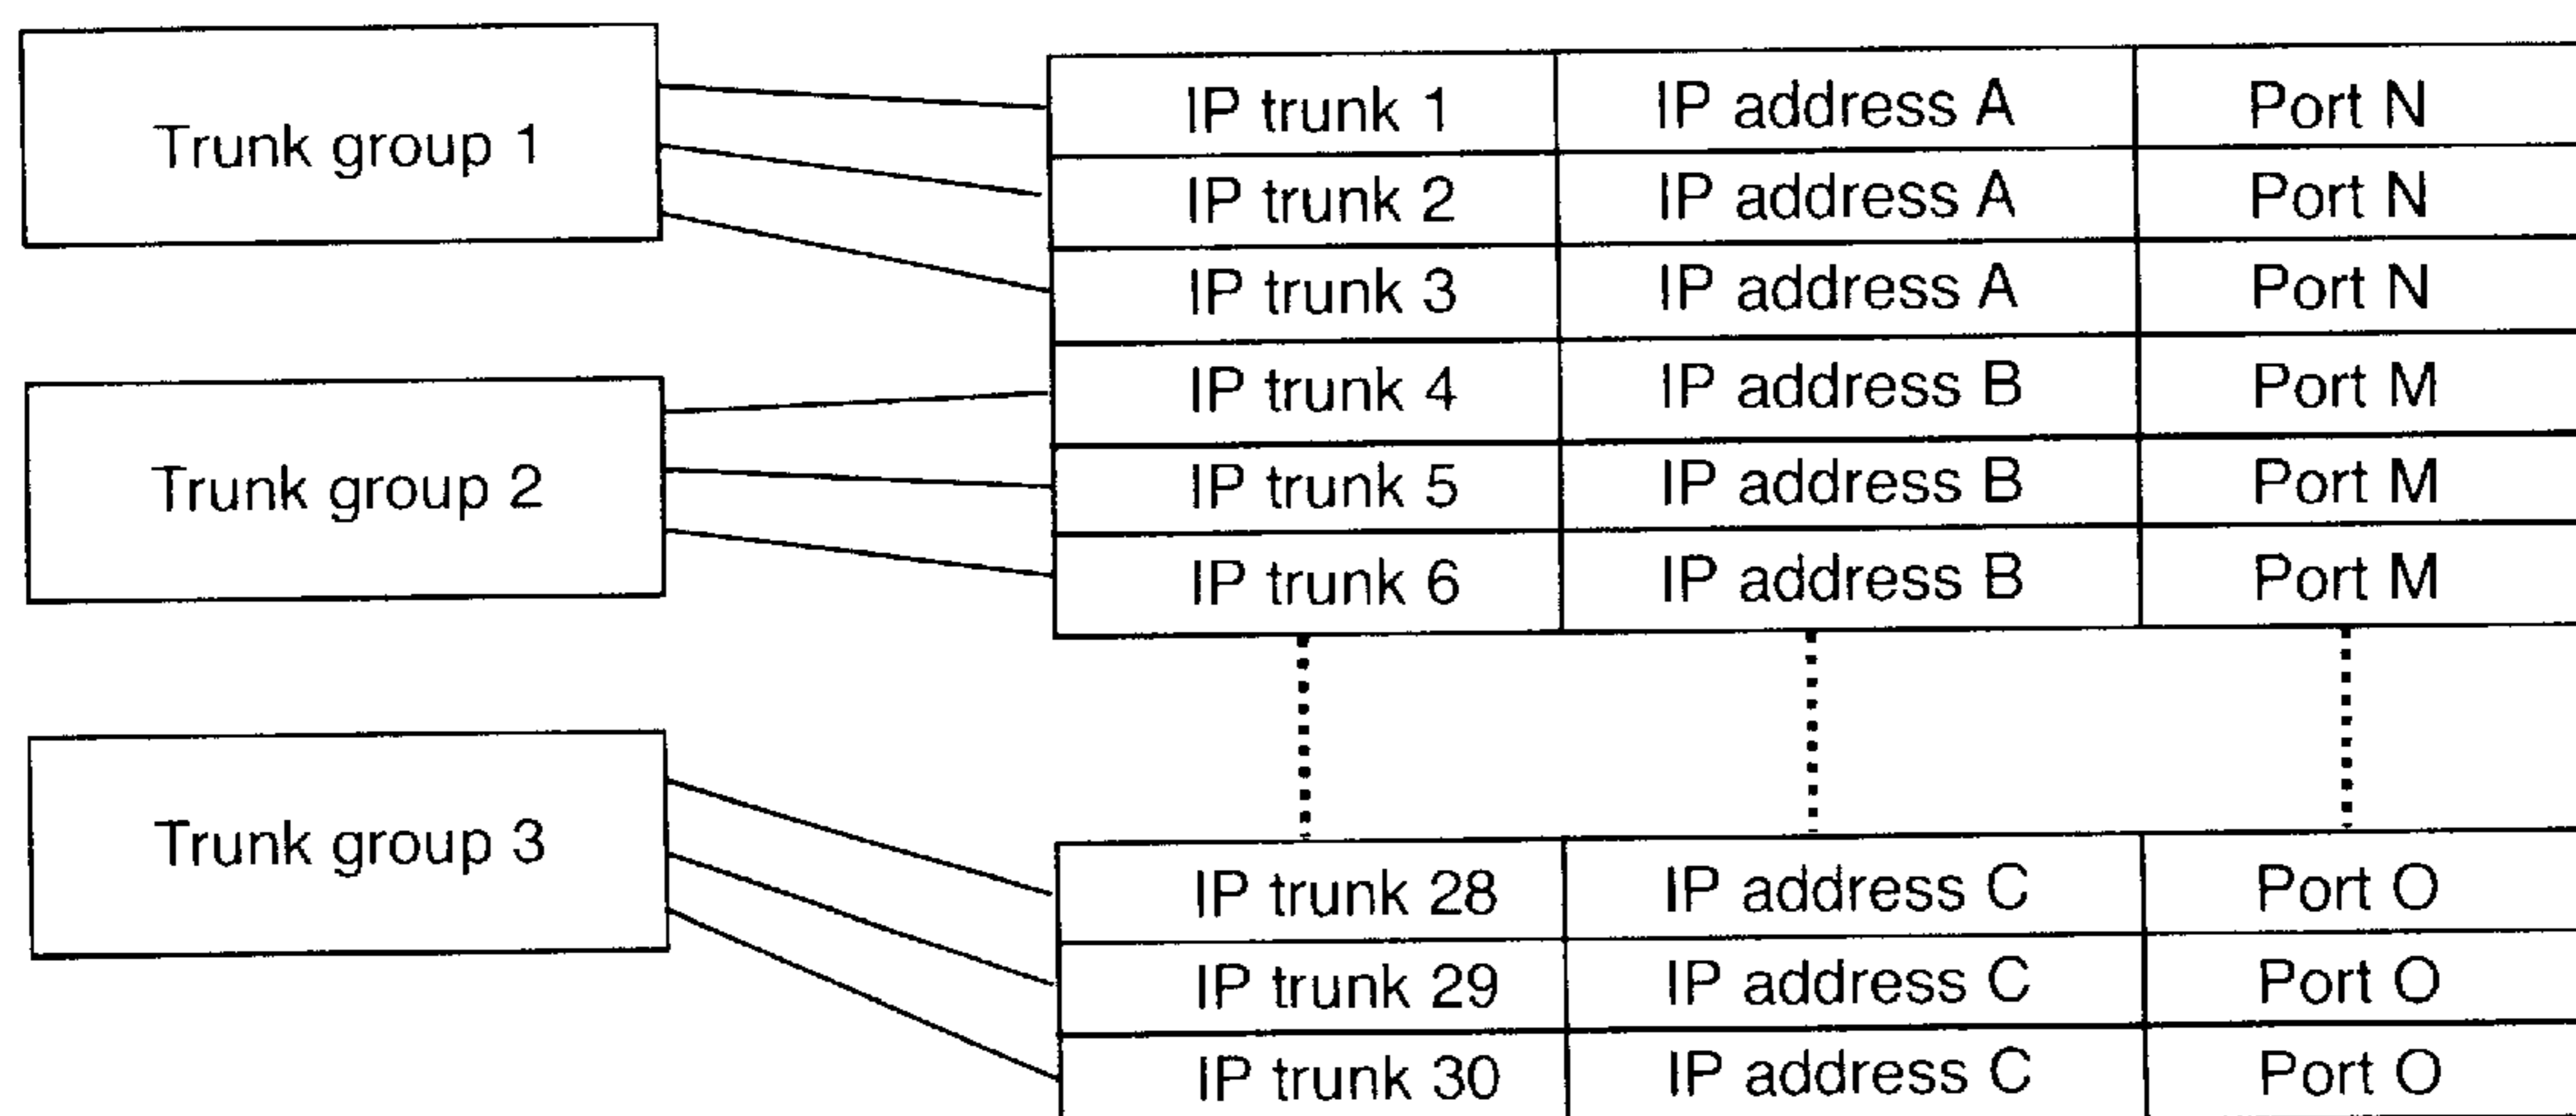 Trunk group 1
IP trunk 1 IP address A Port N
IP trunk 2 IP address A Port N
IP trunk 3 IP address A Port N
Trunk group 2
IP trunk 4 IP address B Port M
IP trunk 5 IP address B Port M
IP trunk 6 IP address B Port M
Trunk group 3
IP trunk 28 IP address C Port O
IP trunk 29 IP address C Port O
IP trunk 30 IP address C Port O